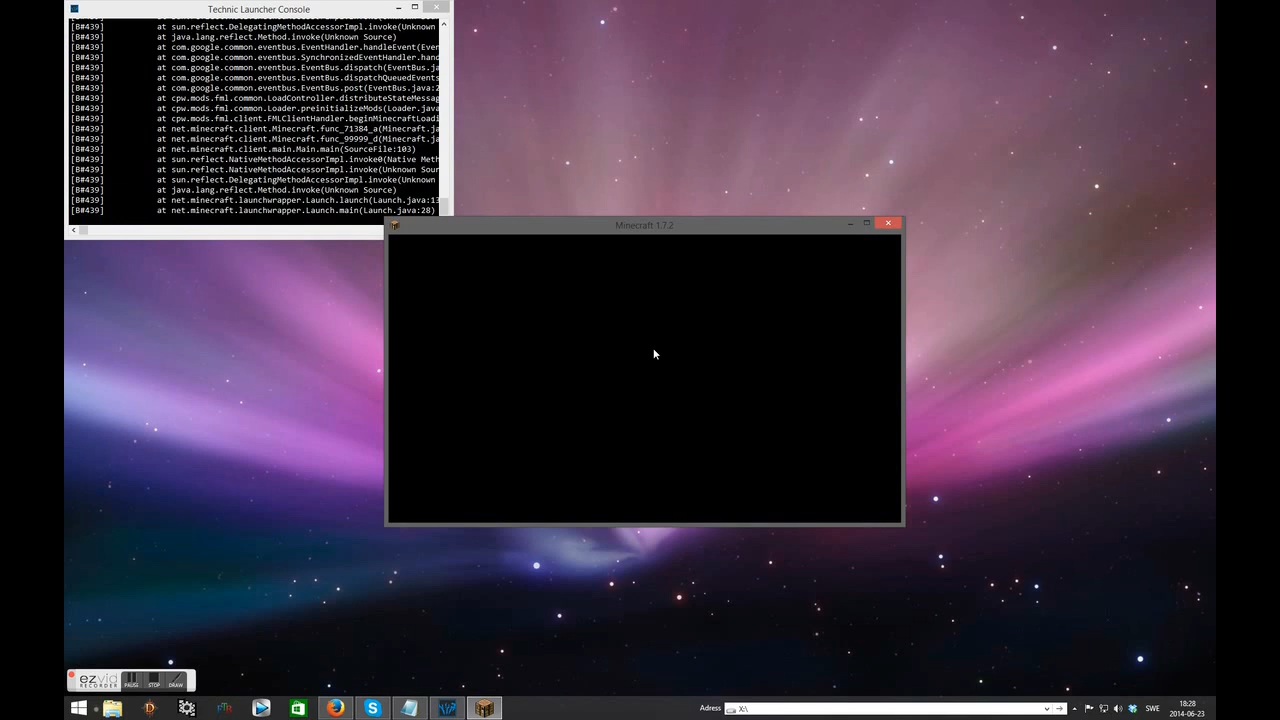 Technic Launcher Console
[B#439] at sun.reflect.DelegatingMethodAccessorImpl.invoke(Unknown
[B#439] at java.lang.reflect.Method.invoke(Unknown Source)
[B#439] at com.google.common.eventbus.EventHandler.handleEvent(Even
[B#439] at com.google.common.eventbus.SynchronizedEventHandler.hand
[B#439] at com.google.common.eventbus.EventBus.dispatch(EventBus.ja
[B#439] at com.google.common.eventbus.EventBus.dispatchQueuedEvents
[B#439] at com.google.common.eventbus.EventBus.post(EventBus.java:2
[B#439] at cpw.mods.fml.common.LoadController.distributeStateMessag
[B#439] at cpw.mods.fml.common.Loader.preinitializeMods(Loader.java
[B#439] at cpw.mods.fml.client.FMLClientHandler.beginMinecraftLoadi
[B#439] at net.minecraft.client.Minecraft.func_71384_a(Minecraft.ja
[B#439] at net.minecraft.client.Minecraft.func_99999_d(Minecraft.ja
[B#439] at net.minecraft.client.main.Main.main(SourceFile:103)
[B#439] at sun.reflect.NativeMethodAccessorImpl.invoke0(Native Meth
[B#439] at sun.reflect.NativeMethodAccessorImpl.invoke(Unknown Sour
[B#439] at sun.reflect.DelegatingMethodAccessorImpl.invoke(Unknown
[B#439] at java.lang.reflect.Method.invoke(Unknown Source)
[B#439] at net.minecraft.launchwrapper.Launch.launch(Launch.java:13
[B#439] at net.minecraft.launchwrapper.Launch.main(Launch.java:28)
Minecraft 1.7.2
ezvid
RECORDER
PAUSE STOP DRAW
Adress X:\
SWE
18:28
2014-06-23